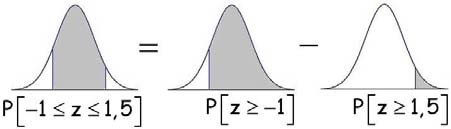 = −
P[−1 ≤ z ≤ 1,5] P[z ≥ −1] P[z ≥ 1,5]